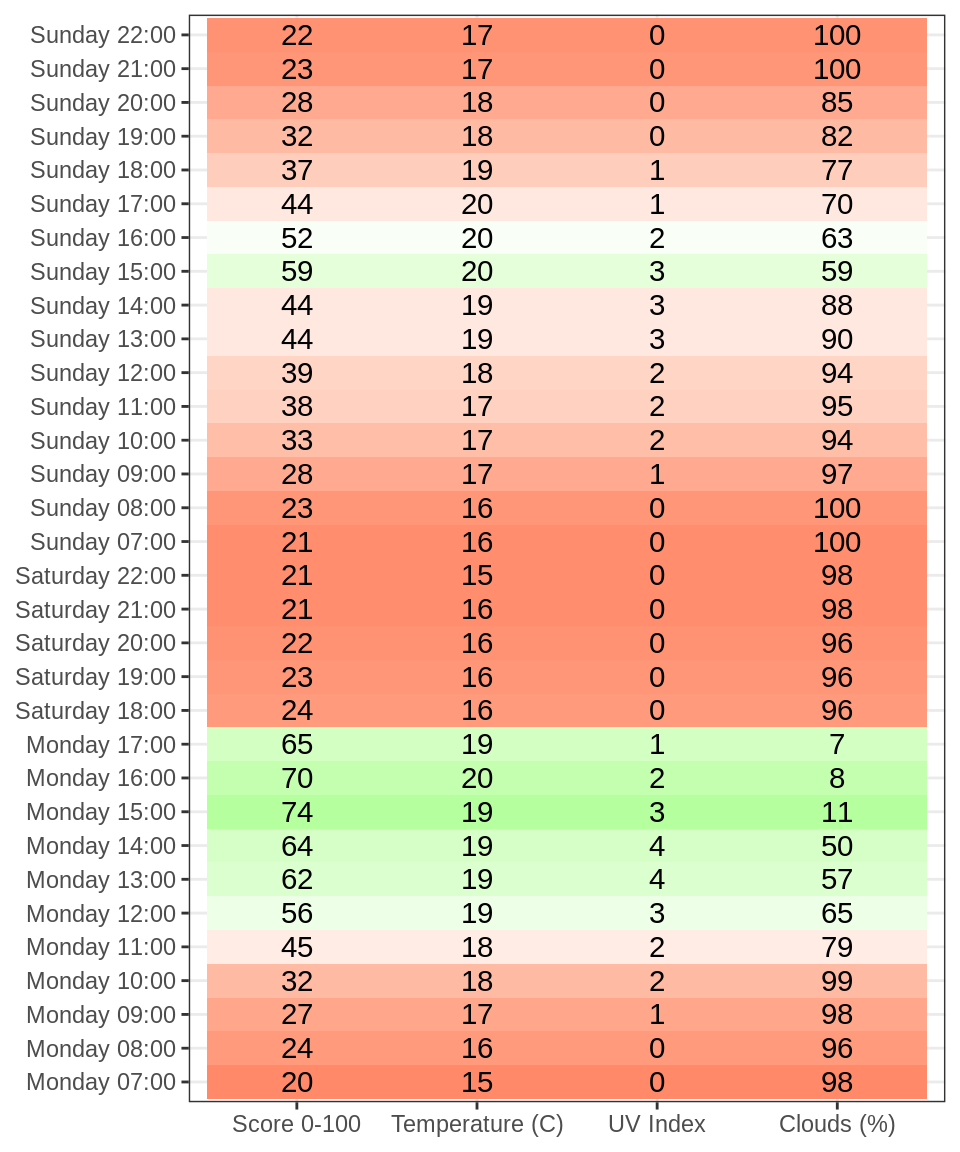 Sunday 22:00 22 17 0 100
Sunday 21:00 23 17 0 100
Sunday 20:00 28 18 0 85
Sunday 19:00 32 18 0 82
Sunday 18:00 37 19 1 77
Sunday 17:00 44 20 1 70
Sunday 16:00 52 20 2 63
Sunday 15:00 59 20 3 59
Sunday 14:00 44 19 3 88
Sunday 13:00 44 19 3 90
Sunday 12:00 39 18 2 94
Sunday 11:00 38 17 2 95
Sunday 10:00 33 17 2 94
Sunday 09:00 28 17 1 97
Sunday 08:00 23 16 0 100
Sunday 07:00 21 16 0 100
Saturday 22:00 21 15 0 98
Saturday 21:00 21 16 0 98
Saturday 20:00 22 16 0 96
Saturday 19:00 23 16 0 96
Saturday 18:00 24 16 0 96
Monday 17:00 65 19 1 7
Monday 16:00 70 20 2 8
Monday 15:00 74 19 3 11
Monday 14:00 64 19 4 50
Monday 13:00 62 19 4 57
Monday 12:00 56 19 3 65
Monday 11:00 45 18 2 79
Monday 10:00 32 18 2 99
Monday 09:00 27 17 1 98
Monday 08:00 24 16 0 96
Monday 07:00 20 15 0 98
Score 0-100 Temperature (C) UV Index Clouds (%)